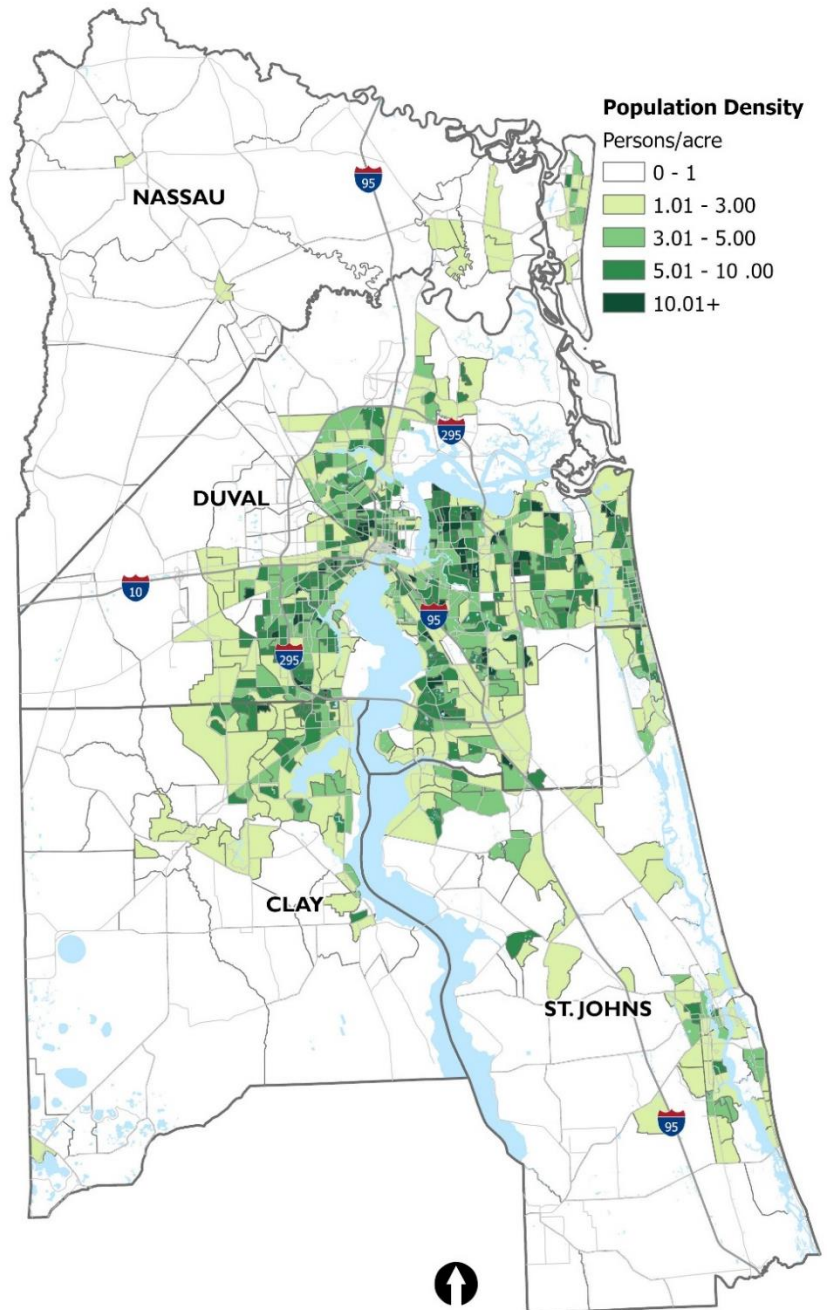 Population Density
Persons/acre
0 - 1
1.01 - 3.00
3.01 - 5.00
5.01 - 10 .00
10.01+
NASSAU
95
295
DUVAL
10
95
295
CLAY
ST. JOHNS
95